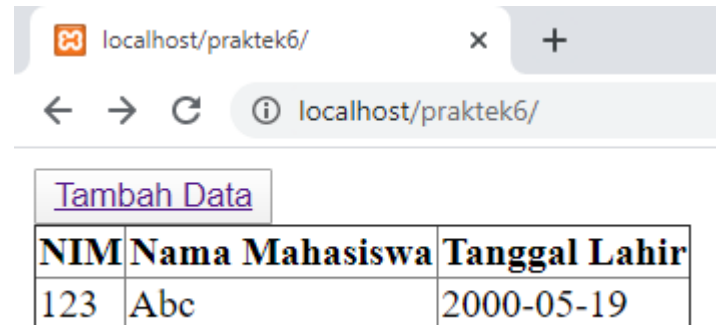 localhost/praktek6/
localhost/praktek6/
Tambah Data
NIM Nama Mahasiswa Tanggal Lahir
123 Abc 2000-05-19